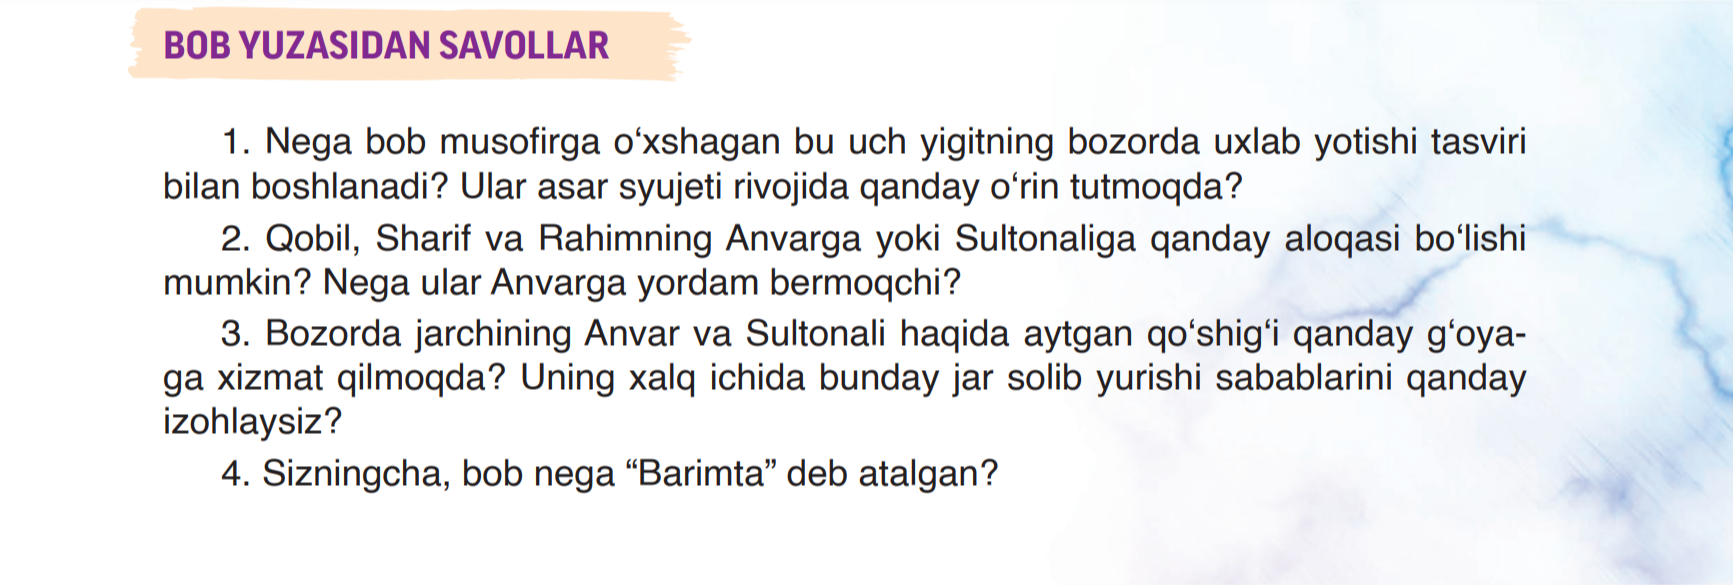 BOB YUZASIDAN SAVOLLAR
1. Nega bob musofirga o‘xshagan bu uch yigitning bozorda uxlab yotishi tasviri
bilan boshlanadi? Ular asar syujeti rivojida qanday o‘rin tutmoqda?
2. Qobil, Sharif va Rahimning Anvarga yoki Sultonaliga qanday aloqasi bo‘lishi
mumkin? Nega ular Anvarga yordam bermoqchi?
3. Bozorda jarchining Anvar va Sultonali haqida aytgan qo‘shig‘i qanday g‘oya-
ga xizmat qilmoqda? Uning xalq ichida bunday jar solib yurishi sabablarini qanday
izohlaysiz?
4. Sizningcha, bob nega “Barimta” deb atalgan?